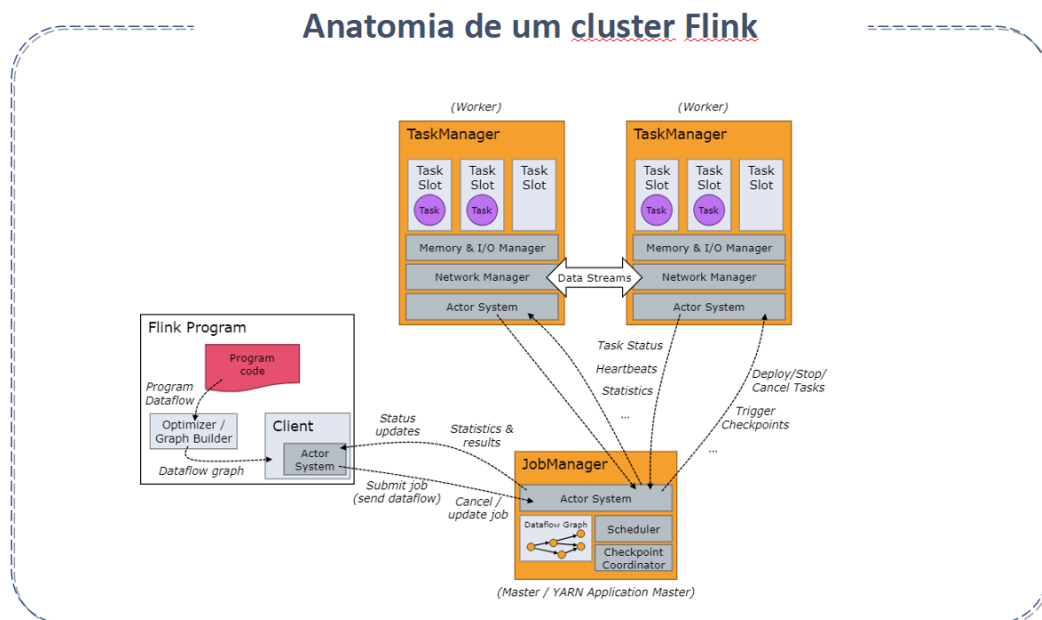 Anatomia de um cluster Flink
(Worker)
(Worker)
TaskManager
TaskManager
Task
Slot
Task
Slot
Task
Slot
Task
Slot
Task
Slot
Task
Slot
Task
Task
Task
Task
Memory & I/O Manager
Memory & I/O Manager
Network Manager
Data Streams
Network Manager
Actor System
Actor System
Flink Program
Program
code
Program
Dataflow
Optimizer /
Graph Builder
Dataflow graph
Client
Actor
System
Task Status
Heartbeats
Statistics
...
Deploy/Stop/
Cancel Tasks
Trigger
Checkpoints
...
Status
updates
Statistics &
results
Submit job
(send dataflow)
Cancel /
update job
JobManager
Actor System
Dataflow Graph
Scheduler
Checkpoint
Coordinator
(Master / YARN Application Master)